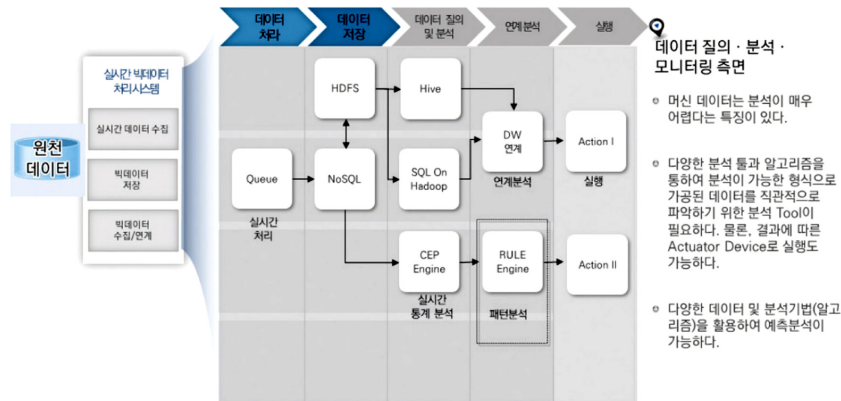 데이터
처리
데이터
저장
데이터 질의
및 분석
연계 분석
실행
실시간 빅데이터
처리시스템
실시간 데이터 수집
빅데이터
저장
빅데이터
수집/연계
원천
데이터
HDFS
Hive
DW
연계
연계분석
Action I
실행
Queue
실시간
처리
NoSQL
SQL On
Hadoop
CEP
Engine
실시간
통계 분석
RULE
Engine
패턴분석
Action II
데이터 질의 · 분석 ·
모니터링 측면
머신 데이터는 분석이 매우
어렵다는 특징이 있다.
다양한 분석 툴과 알고리즘을
통하여 분석이 가능한 형식으로
가공된 데이터를 직관적으로
파악하기 위한 분석 Tool이
필요하다. 물론, 결과에 따른
Actuator Device로 실행도
가능하다.
다양한 데이터 및 분석기법(알고
리즘)을 활용하여 예측분석이
가능하다.